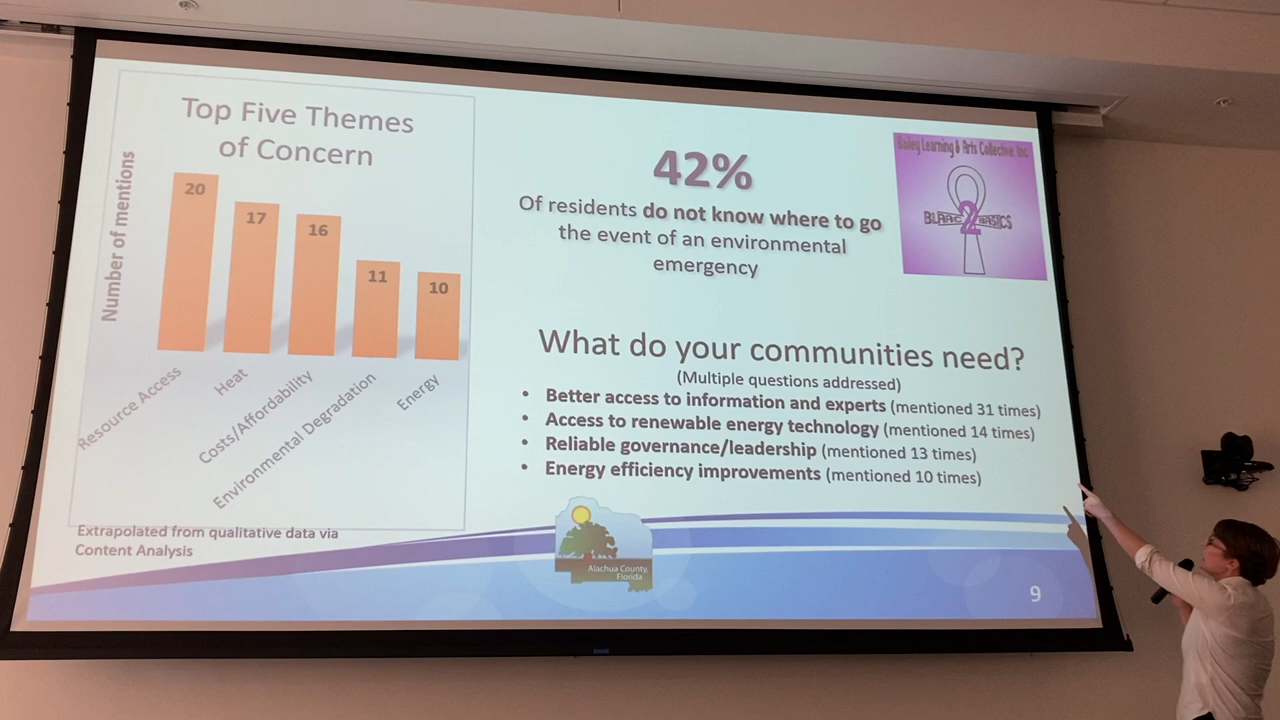 Top Five Themes
of Concern
Number of mentions
20
17
16
11
10
Resource Access
Heat
Costs/Affordability
Environmental Degradation
Energy
Extrapolated from qualitative data via
Content Analysis
42%
Of residents do not know where to go
the event of an environmental
emergency
Bailey Learning & Arts Collective Inc
BLAAC 2 BASICS
What do your communities need?
(Multiple questions addressed)
• Better access to information and experts (mentioned 31 times)
• Access to renewable energy technology (mentioned 14 times)
• Reliable governance/leadership (mentioned 13 times)
• Energy efficiency improvements (mentioned 10 times)
Alachua County,
Florida
9